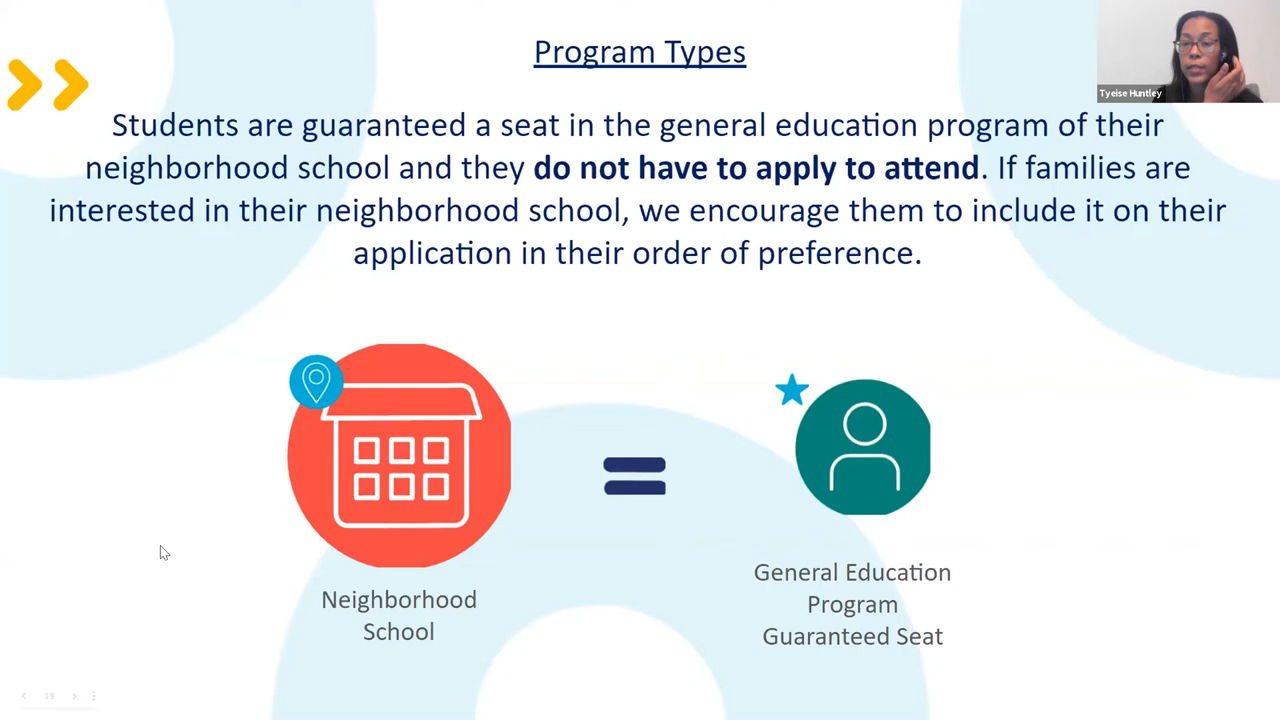 Program Types
Tyeise Huntley
Students are guaranteed a seat in the general education program of their
neighborhood school and they do not have to apply to attend. If families are
interested in their neighborhood school, we encourage them to include it on their
application in their order of preference.
Neighborhood
School
General Education
Program
Guaranteed Seat
19